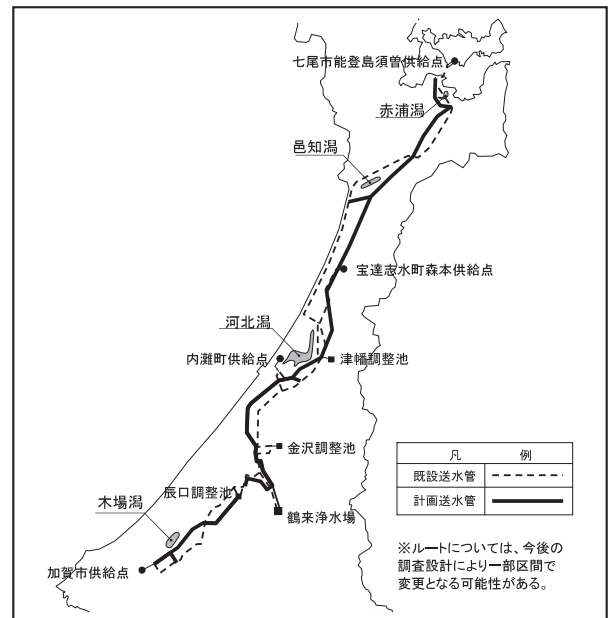 七尾市能登島須曽供給点
赤浦潟
邑知潟
宝達志水町森本供給点
河北潟
内灘町供給点
津幡調整池
金沢調整池
辰口調整池
木場潟
鶴来浄水場
加賀市供給点
凡 例
既設送水管
計画送水管
※ルートについては、今後の
調査設計により一部区間で
変更となる可能性がある。